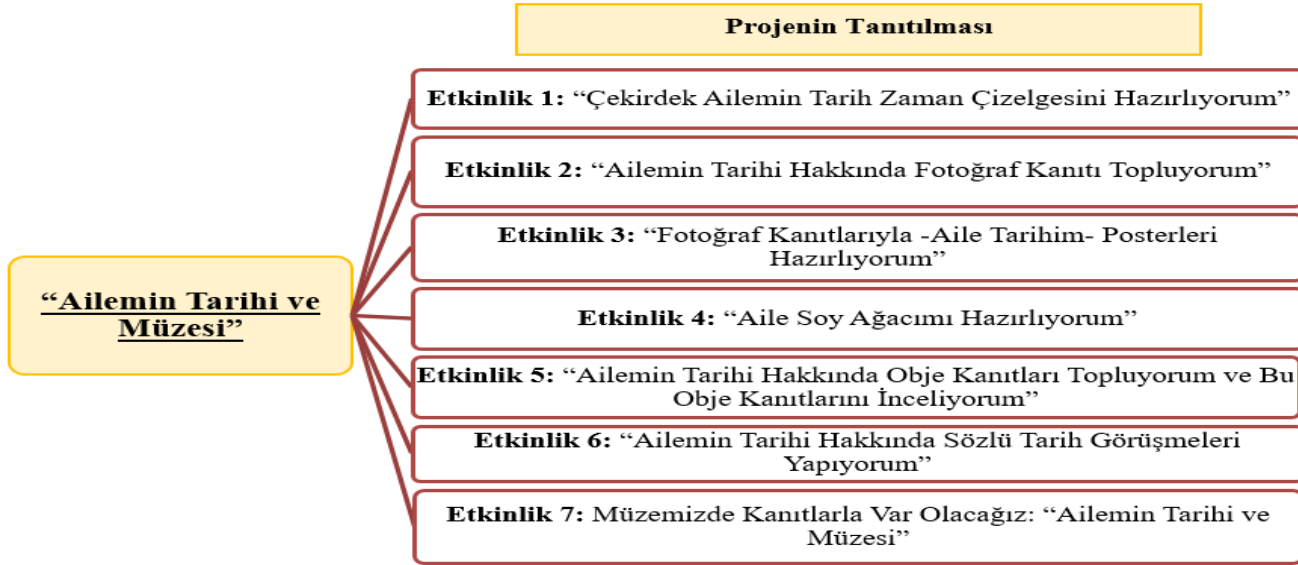 Projenin Tanıtılması
Etkinlik 1: “Çekirdek Ailemin Tarih Zaman Çizelgesini Hazırlıyorum”
Etkinlik 2: “Ailemin Tarihi Hakkında Fotoğraf Kanıtı Topluyorum”
Etkinlik 3: “Fotoğraf Kanıtlarıyla -Aile Tarihim- Posterleri
Hazırlıyorum”
“Ailemin Tarihi ve
Müzesi”
Etkinlik 4: “Aile Soy Ağacımı Hazırlıyorum”
Etkinlik 5: “Ailemin Tarihi Hakkında Obje Kanıtları Topluyorum ve Bu
Obje Kanıtlarını İnceliyorum”
Etkinlik 6: “Ailemin Tarihi Hakkında Sözlü Tarih Görüşmeleri
Yapıyorum”
Etkinlik 7: Müzemizde Kanıtlarla Var Olacağız: “Ailemin Tarihi ve
Müzesi”